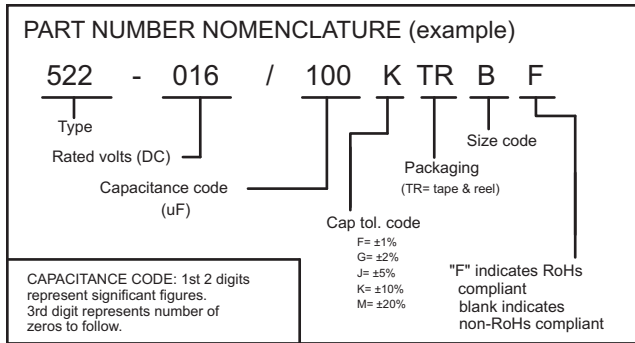 PART NUMBER NOMENCLATURE (example)
522 - 016 / 100 K TR B F
Type
Size code
Rated volts (DC)
Packaging
(TR= tape & reel)
Capacitance code
(uF)
Cap tol. code
F= ±1%
G= ±2%
J= ±5%
K= ±10%
M= ±20%
"F" indicates RoHs
compliant
blank indicates
non-RoHs compliant
CAPACITANCE CODE: 1st 2 digits
represent significant figures.
3rd digit represents number of
zeros to follow.